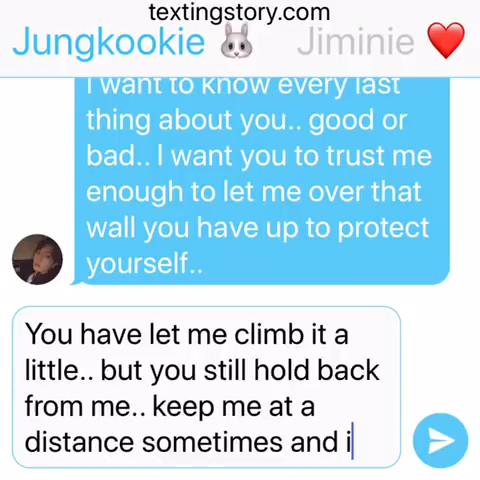 textingstory.com
Jungkookie 🐰 Jiminie ❤️
I want to know every last
thing about you.. good or
bad.. I want you to trust me
enough to let me over that
wall you have up to protect
yourself..
You have let me climb it a
little.. but you still hold back
from me.. keep me at a
distance sometimes and i